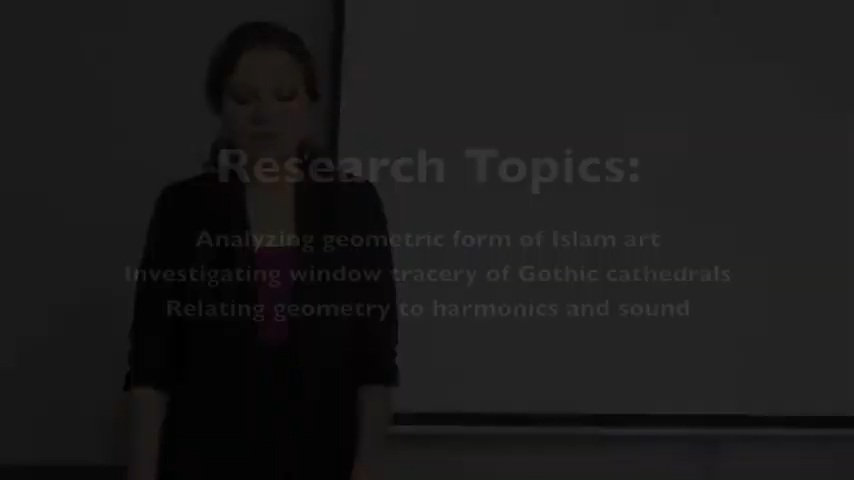 Research Topics:
Analyzing geometric form of Islam art
Investigating window tracery of Gothic cathedrals
Relating geometry to harmonics and sound